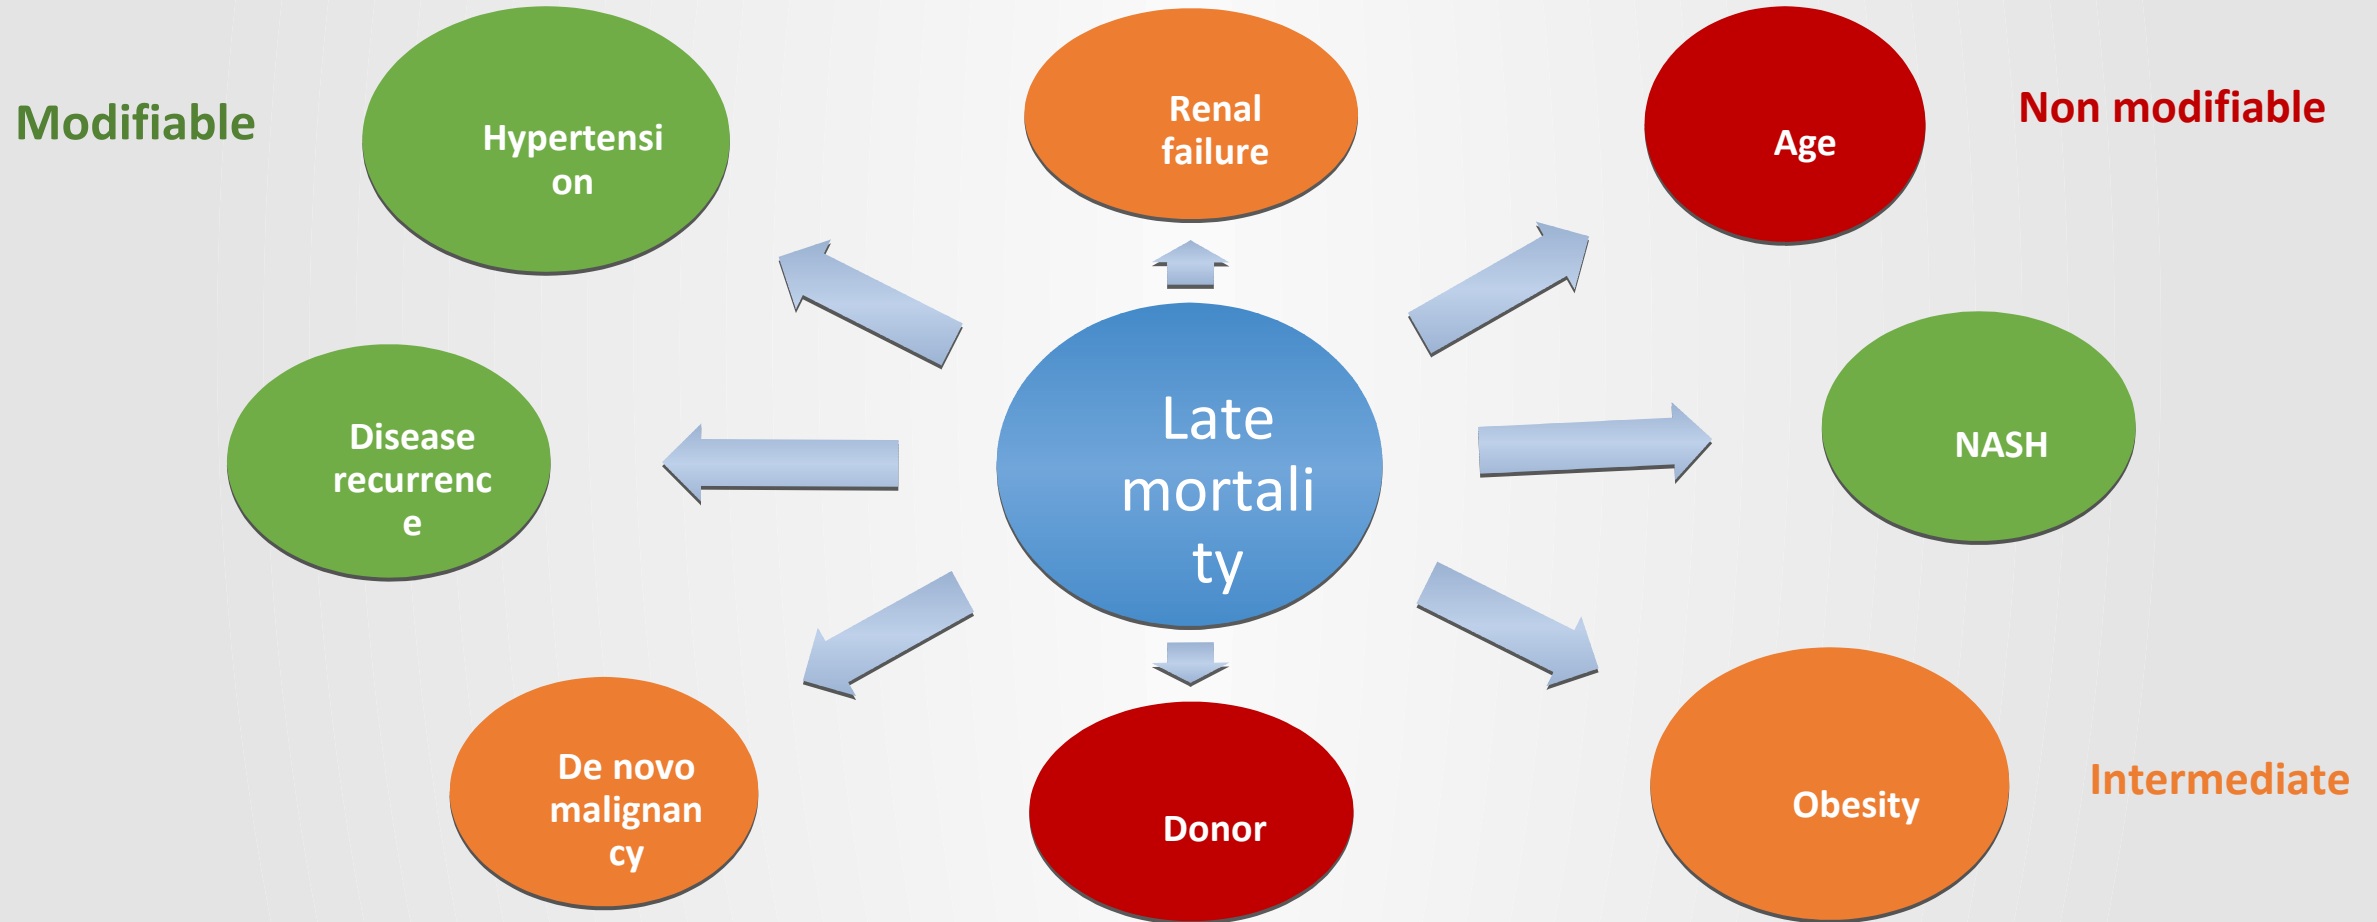 Modifiable
Hypertensi
on
Renal
failure
Age
Non modifiable
Disease
recurrenc
e
Late
mortali
ty
NASH
De novo
malignan
cy
Donor
Obesity
Intermediate